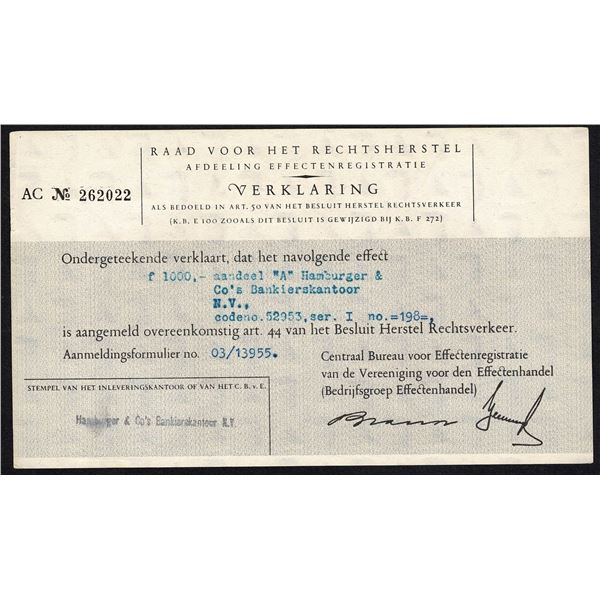 RAAD VOOR HET RECHTSHERSTEL
AFDEELING EFFECTENREGISTRATIE
VERKLARING
ALS BEDOELD IN ART. 50 VAN HET BESLUIT HERSTEL RECHTSVERKEER
(K.B. E 100 ZOOALS DIT BESLUIT IS GEWIJZIGD BIJ K.B. F 272)
AC № 262022
Ondergeteekende verklaart, dat het navolgende effect
f 1000,- aandeel "A" Hamburger &
Co's Bankierskantoor
N.V.,
codeno.52953,ser. I no.=198=,
is aangemeld overeenkomstig art. 44 van het Besluit Herstel Rechtsverkeer.
Aanmeldingsformulier no. 03/13955.
Centraal Bureau voor Effectenregistratie
van de Vereeniging voor den Effectenhandel
(Bedrijfsgroep Effectenhandel)
STEMPEL VAN HET INLEVERINGSKANTOOR OF VAN HET C. B. v. E.
Hamburger & Co's Bankierskantoor N.V.